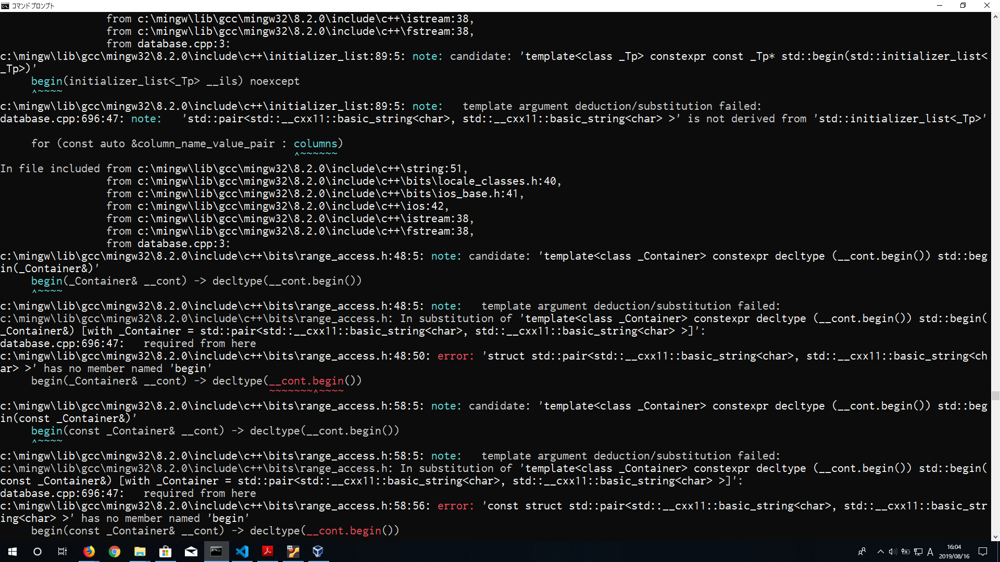 コマンド プロンプト
from c:\mingw\lib\gcc\mingw32\8.2.0\include\c++\istream:38,
from c:\mingw\lib\gcc\mingw32\8.2.0\include\c++\fstream:38,
from database.cpp:3:
c:\mingw\lib\gcc\mingw32\8.2.0\include\c++\initializer_list:89:5: note: candidate: 'template<class _Tp> constexpr const _Tp* std::begin(std::initializer_list<
_Tp>)'
begin(initializer_list<_Tp> __ils) noexcept
^~~~~
c:\mingw\lib\gcc\mingw32\8.2.0\include\c++\initializer_list:89:5: note:   template argument deduction/substitution failed:
database.cpp:696:47: note:   'std::pair<std::__cxx11::basic_string<char>, std::__cxx11::basic_string<char> >' is not derived from 'std::initializer_list<_Tp>'
for (const auto &column_name_value_pair : columns)
^~~~~~~
In file included from c:\mingw\lib\gcc\mingw32\8.2.0\include\c++\string:51,
from c:\mingw\lib\gcc\mingw32\8.2.0\include\c++\bits\locale_classes.h:40,
from c:\mingw\lib\gcc\mingw32\8.2.0\include\c++\bits\ios_base.h:41,
from c:\mingw\lib\gcc\mingw32\8.2.0\include\c++\ios:42,
from c:\mingw\lib\gcc\mingw32\8.2.0\include\c++\istream:38,
from c:\mingw\lib\gcc\mingw32\8.2.0\include\c++\fstream:38,
from database.cpp:3:
c:\mingw\lib\gcc\mingw32\8.2.0\include\c++\bits\range_access.h:48:5: note: candidate: 'template<class _Container> constexpr decltype (__cont.begin()) std::beg
in(_Container&)'
begin(_Container& __cont) -> decltype(__cont.begin())
^~~~~
c:\mingw\lib\gcc\mingw32\8.2.0\include\c++\bits\range_access.h:48:5: note:   template argument deduction/substitution failed:
c:\mingw\lib\gcc\mingw32\8.2.0\include\c++\bits\range_access.h: In substitution of 'template<class _Container> constexpr decltype (__cont.begin()) std::begin(
_Container&) [with _Container = std::pair<std::__cxx11::basic_string<char>, std::__cxx11::basic_string<char> >]':
database.cpp:696:47:   required from here
c:\mingw\lib\gcc\mingw32\8.2.0\include\c++\bits\range_access.h:48:50: error: 'struct std::pair<std::__cxx11::basic_string<char>, std::__cxx11::basic_string<ch
ar> >' has no member named 'begin'
begin(_Container& __cont) -> decltype(__cont.begin())
~~~~~~~^~~~~
c:\mingw\lib\gcc\mingw32\8.2.0\include\c++\bits\range_access.h:58:5: note: candidate: 'template<class _Container> constexpr decltype (__cont.begin()) std::beg
in(const _Container&)'
begin(const _Container& __cont) -> decltype(__cont.begin())
^~~~~
c:\mingw\lib\gcc\mingw32\8.2.0\include\c++\bits\range_access.h:58:5: note:   template argument deduction/substitution failed:
c:\mingw\lib\gcc\mingw32\8.2.0\include\c++\bits\range_access.h: In substitution of 'template<class _Container> constexpr decltype (__cont.begin()) std::begin(
const _Container&) [with _Container = std::pair<std::__cxx11::basic_string<char>, std::__cxx11::basic_string<char> >]':
database.cpp:696:47:   required from here
c:\mingw\lib\gcc\mingw32\8.2.0\include\c++\bits\range_access.h:58:56: error: 'const struct std::pair<std::__cxx11::basic_string<char>, std::__cxx11::basic_str
ing<char> >' has no member named 'begin'
begin(const _Container& __cont) -> decltype(__cont.begin())
A
16:04
2019/08/16